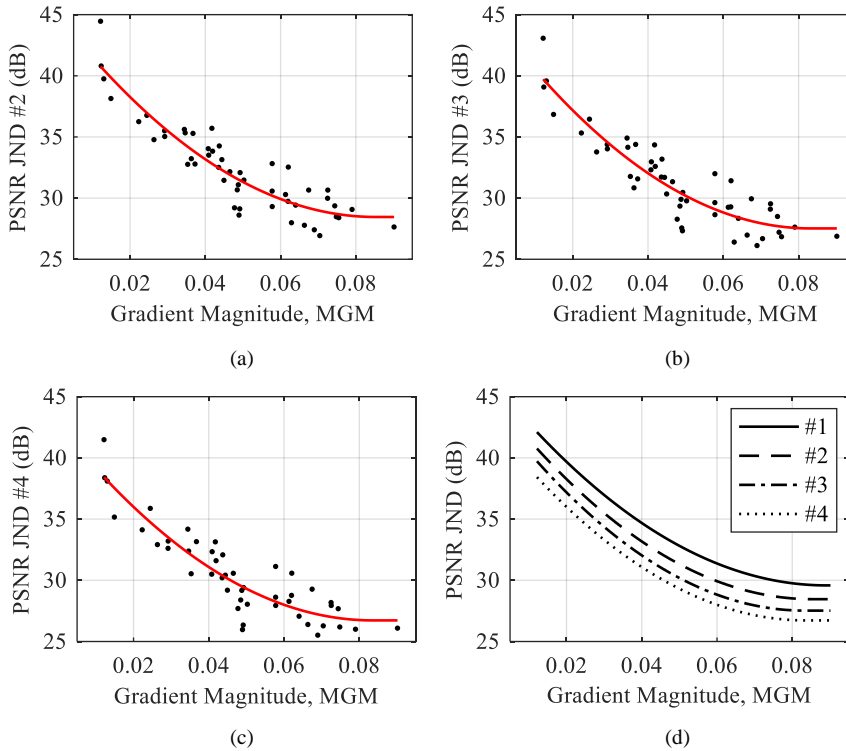 45
40
35
30
25
PSNR JND #2 (dB)
0.02 0.04 0.06 0.08
Gradient Magnitude, MGM
(a)
45
40
35
30
25
PSNR JND #3 (dB)
0.02 0.04 0.06 0.08
Gradient Magnitude, MGM
(b)
45
40
35
30
25
PSNR JND #4 (dB)
0.02 0.04 0.06 0.08
Gradient Magnitude, MGM
(c)
45
40
35
30
25
PSNR JND (dB)
#1
#2
#3
#4
0.02 0.04 0.06 0.08
Gradient Magnitude, MGM
(d)